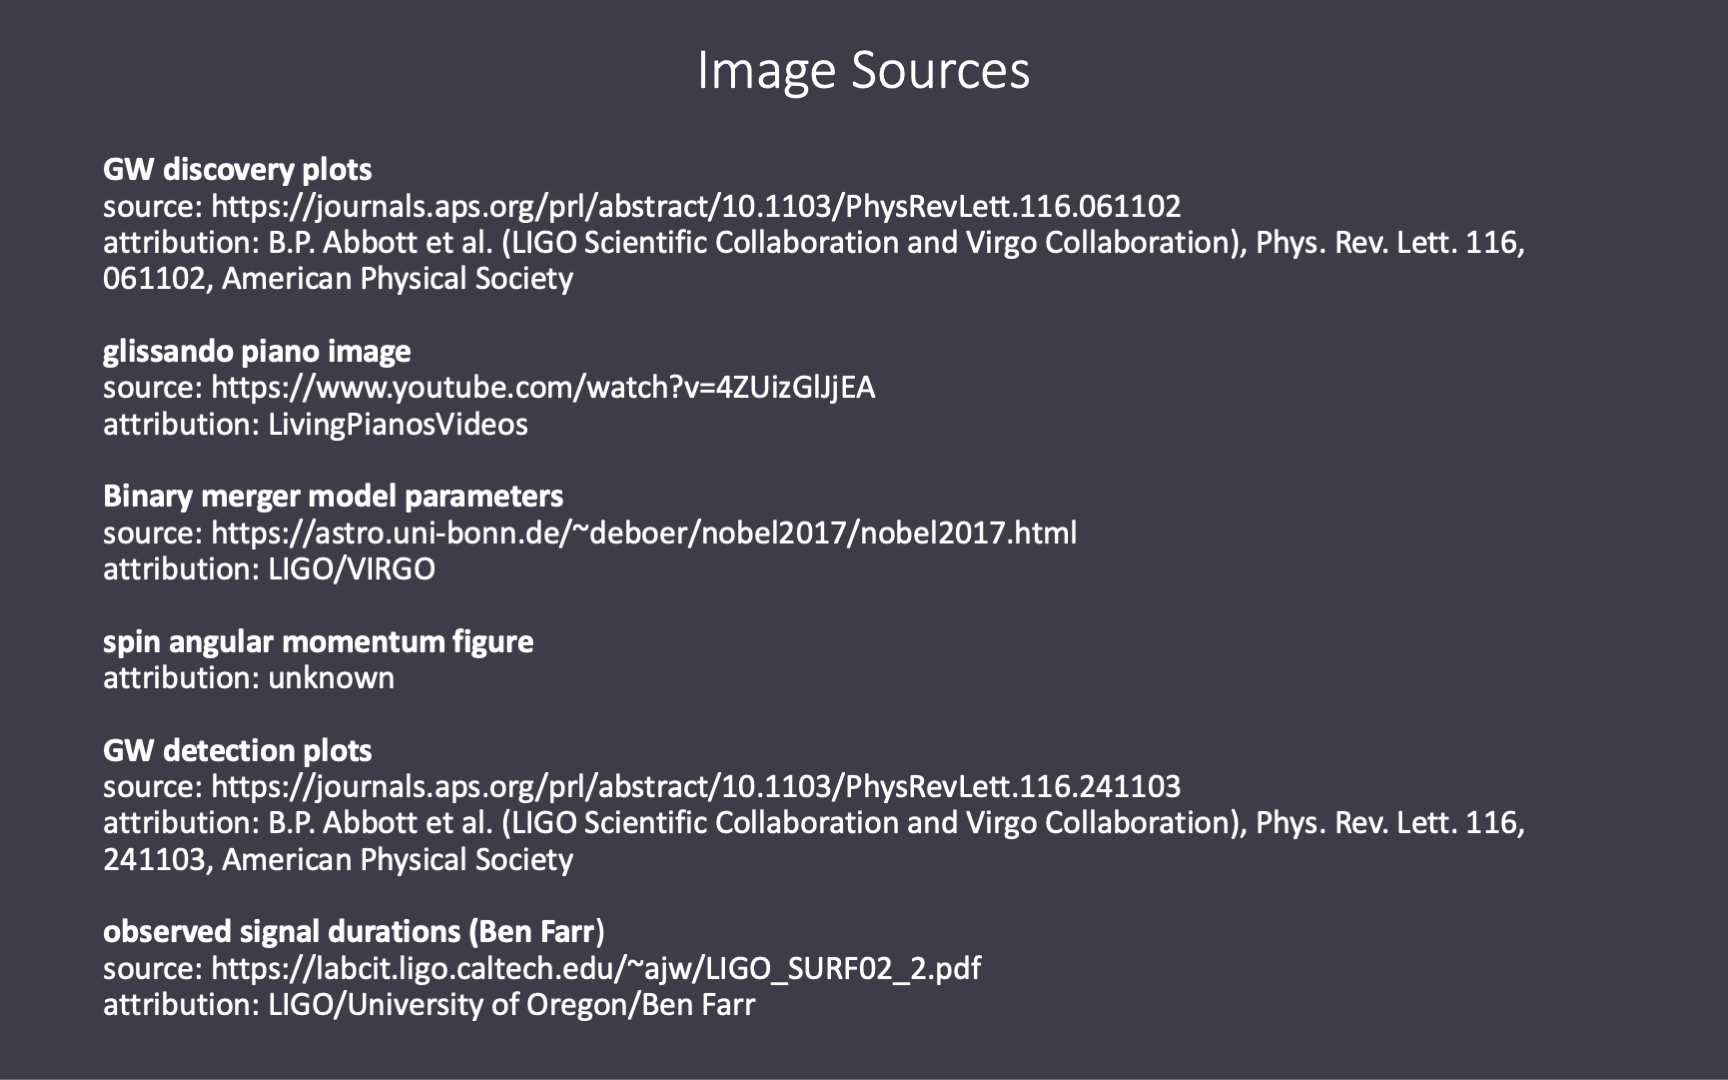 Image Sources
GW discovery plots
source: https://journals.aps.org/prl/abstract/10.1103/PhysRevLett.116.061102
attribution: B.P. Abbott et al. (LIGO Scientific Collaboration and Virgo Collaboration), Phys. Rev. Lett. 116,
061102, American Physical Society
glissando piano image
source: https://www.youtube.com/watch?v=4ZUizGlJjEA
attribution: LivingPianosVideos
Binary merger model parameters
source: https://astro.uni-bonn.de/~deboer/nobel2017/nobel2017.html
attribution: LIGO/VIRGO
spin angular momentum figure
attribution: unknown
GW detection plots
source: https://journals.aps.org/prl/abstract/10.1103/PhysRevLett.116.241103
attribution: B.P. Abbott et al. (LIGO Scientific Collaboration and Virgo Collaboration), Phys. Rev. Lett. 116,
241103, American Physical Society
observed signal durations (Ben Farr)
source: https://labcit.ligo.caltech.edu/~ajw/LIGO_SURF02_2.pdf
attribution: LIGO/University of Oregon/Ben Farr